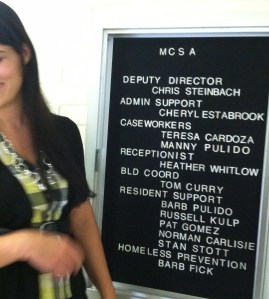 MCSA
DEPUTY DIRECTOR
CHRIS STEINBACH
ADMIN SUPPORT
CHERYL ESTABROOK
CASEWORKERS
TERESA CARDOZA
MANNY PULIDO
RECEPTIONIST
HEATHER WHITLOW
BLD COORD
TOM CURRY
RESIDENT SUPPORT
BARB PULIDO
RUSSELL KULP
PAT GOMEZ
NORMAN CARLISIE
STAN STOTT
HOMELESS PREVENTION
BARB FICK